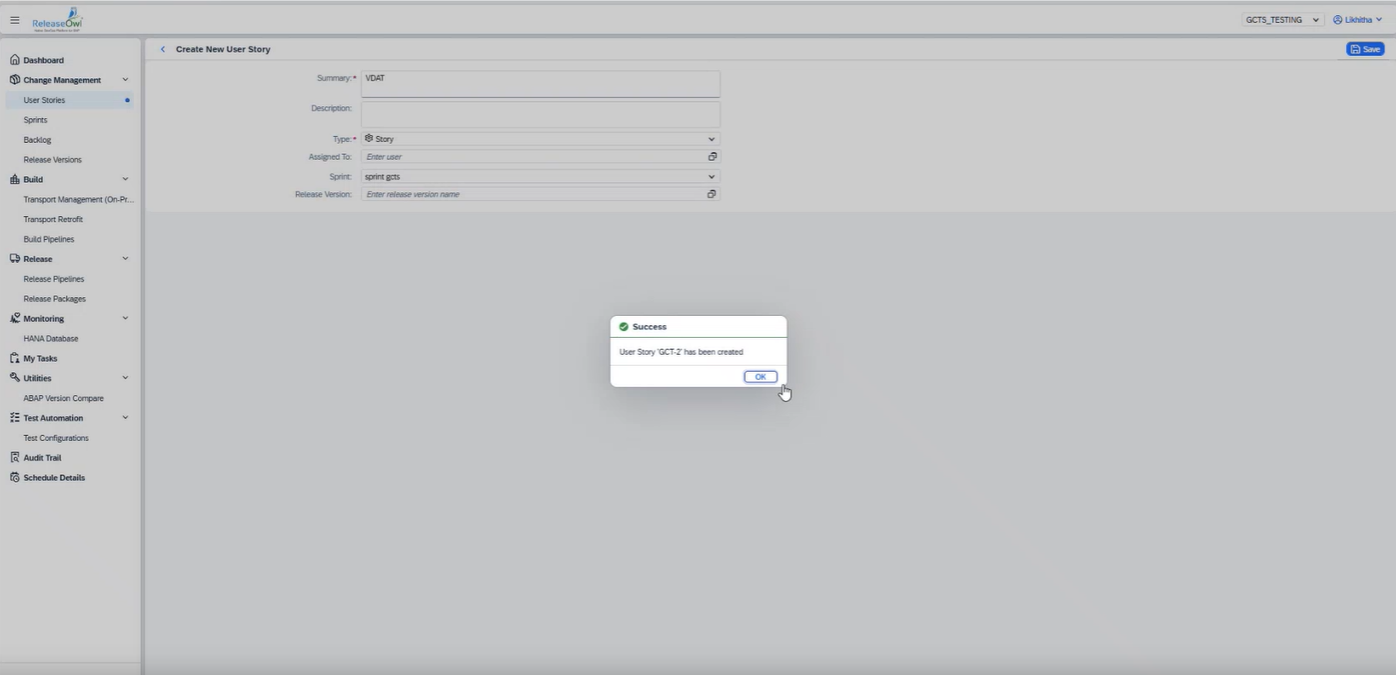 ReleaseOwl
GCTS_TESTING
Likhitha
Dashboard
Change Management
User Stories
Sprints
Backlog
Release Versions
Build
Transport Management (On-Pr...
Transport Retrofit
Build Pipelines
Release
Release Pipelines
Release Packages
Monitoring
HANA Database
My Tasks
Utilities
ABAP Version Compare
Test Automation
Test Configurations
Audit Trail
Schedule Details
Create New User Story
Save
Summary:* VDAT
Description:
Type:* Story
Assigned To: Enter user
Sprint: sprint gcts
Release Version: Enter release version name
Success
User Story 'GCT-2' has been created
OK